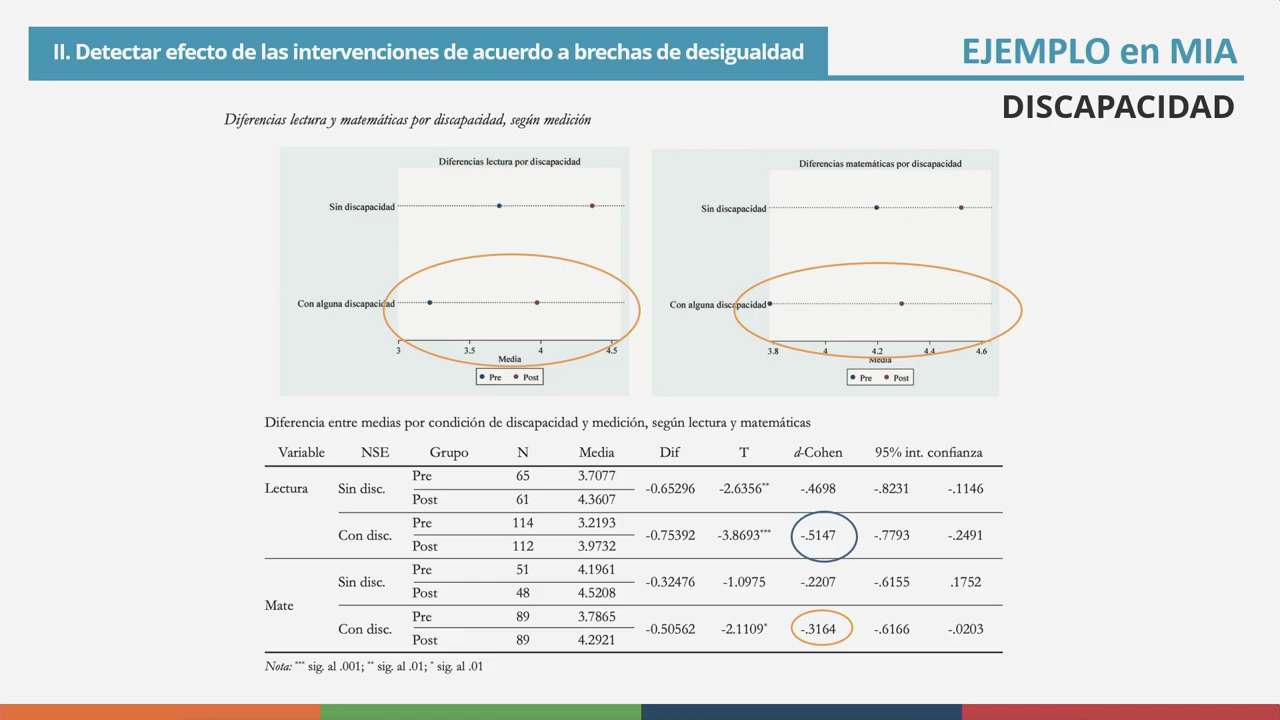 II. Detectar efecto de las intervenciones de acuerdo a brechas de desigualdad
EJEMPLO en MIA
DISCAPACIDAD
Diferencias lectura y matemáticas por discapacidad, según medición
Diferencias lectura por discapacidad
Sin discapacidad
Con alguna discapacidad
3 3.5 4 4.5
Media
Pre Post
Diferencias matemáticas por discapacidad
Sin discapacidad
Con alguna discapacidad
3.8 4 4.2 4.4 4.6
Media
Pre Post
Diferencia entre medias por condición de discapacidad y medición, según lectura y matemáticas
Variable NSE Grupo N Media Dif T d-Cohen 95% int. confianza
Pre 65 3.7077
Lectura Sin disc. -0.65296 -2.6356** -.4698 -.8231 -.1146
Post 61 4.3607
Pre 114 3.2193
Con disc. -0.75392 -3.8693*** -.5147 -.7793 -.2491
Post 112 3.9732
Pre 51 4.1961
Sin disc. -0.32476 -1.0975 -.2207 -.6155 .1752
Post 48 4.5208
Mate
Pre 89 3.7865
Con disc. -0.50562 -2.1109* -.3164 -.6166 -.0203
Post 89 4.2921
Nota: *** sig. al .001; ** sig. al .01; * sig. al .01